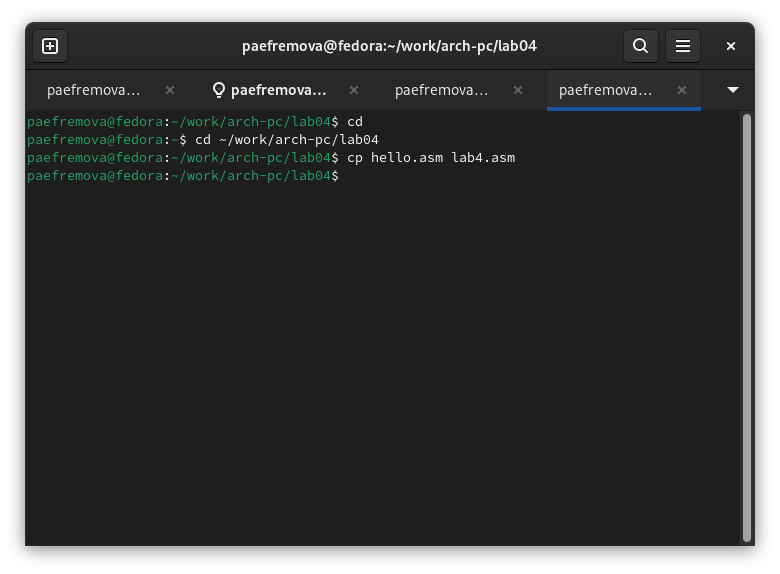 paefremova@fedora:~/work/arch-pc/lab04
paefremova... paefremova... paefremova... paefremova...
paefremova@fedora:~/work/arch-pc/lab04$ cd
paefremova@fedora:~$ cd ~/work/arch-pc/lab04
paefremova@fedora:~/work/arch-pc/lab04$ cp hello.asm lab4.asm
paefremova@fedora:~/work/arch-pc/lab04$